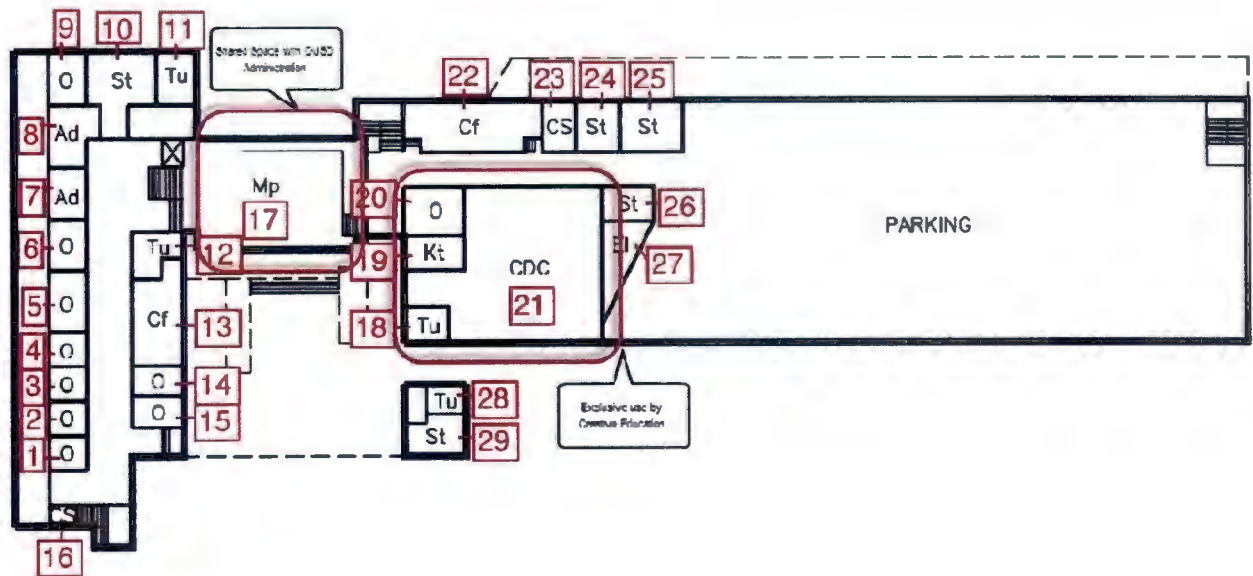 9 10 11
Shared Space with OUSD
Administration
22 23 24 25
O St Tu
8 Ad
Cf CS St St
7 Ad
Mp
17
20 O
St 26
PARKING
6 O
Tu 12
19 Kt
CDC
21
El 27
5 O
Cf 13
18 Tu
4 O
3 O
O 14
2 O
O 15
Tu 28
Exclusive use by
Creative Education
1 O
St 29
CS
16